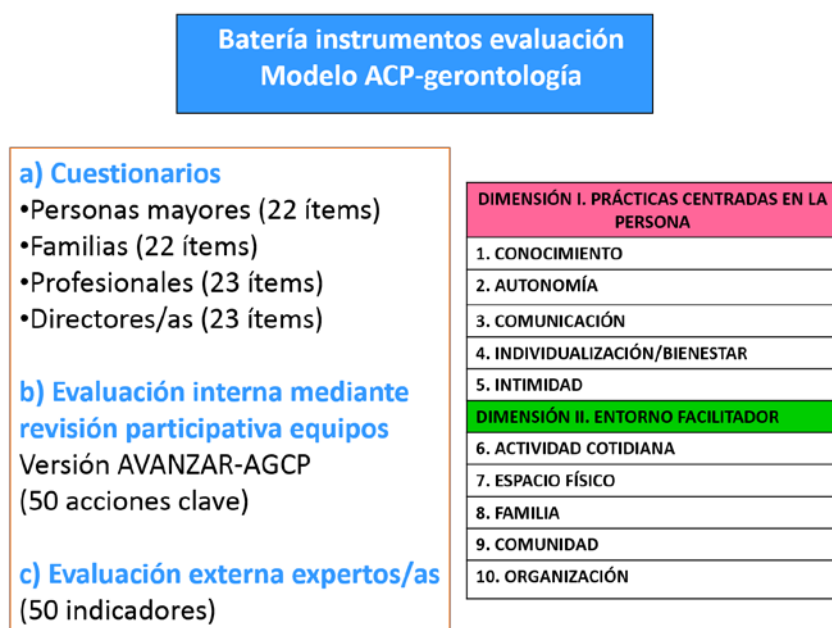 Batería instrumentos evaluación
Modelo ACP-gerontología
a) Cuestionarios
•Personas mayores (22 ítems)
•Familias (22 ítems)
•Profesionales (23 ítems)
•Directores/as (23 ítems)
b) Evaluación interna mediante
revisión participativa equipos
Versión AVANZAR-AGCP
(50 acciones clave)
c) Evaluación externa expertos/as
(50 indicadores)
DIMENSIÓN I. PRÁCTICAS CENTRADAS EN LA
PERSONA
1. CONOCIMIENTO
2. AUTONOMÍA
3. COMUNICACIÓN
4. INDIVIDUALIZACIÓN/BIENESTAR
5. INTIMIDAD
DIMENSIÓN II. ENTORNO FACILITADOR
6. ACTIVIDAD COTIDIANA
7. ESPACIO FÍSICO
8. FAMILIA
9. COMUNIDAD
10. ORGANIZACIÓN